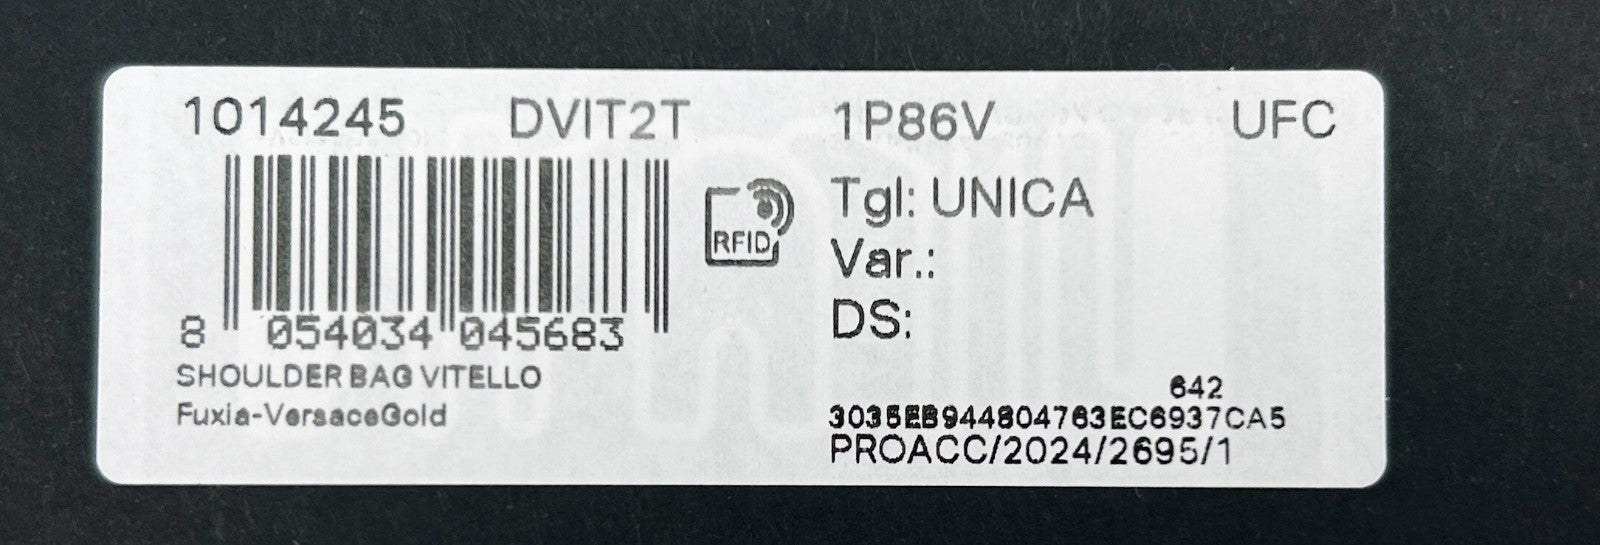 1014245 DVIT2T 1P86V UFC
RFID
Tgl: UNICA
Var.:
DS:
8 054034 045683
SHOULDER BAG VITELLO
Fuxia-VersaceGold
642
3035EB944804763EC6937CA5
PROACC/2024/2695/1